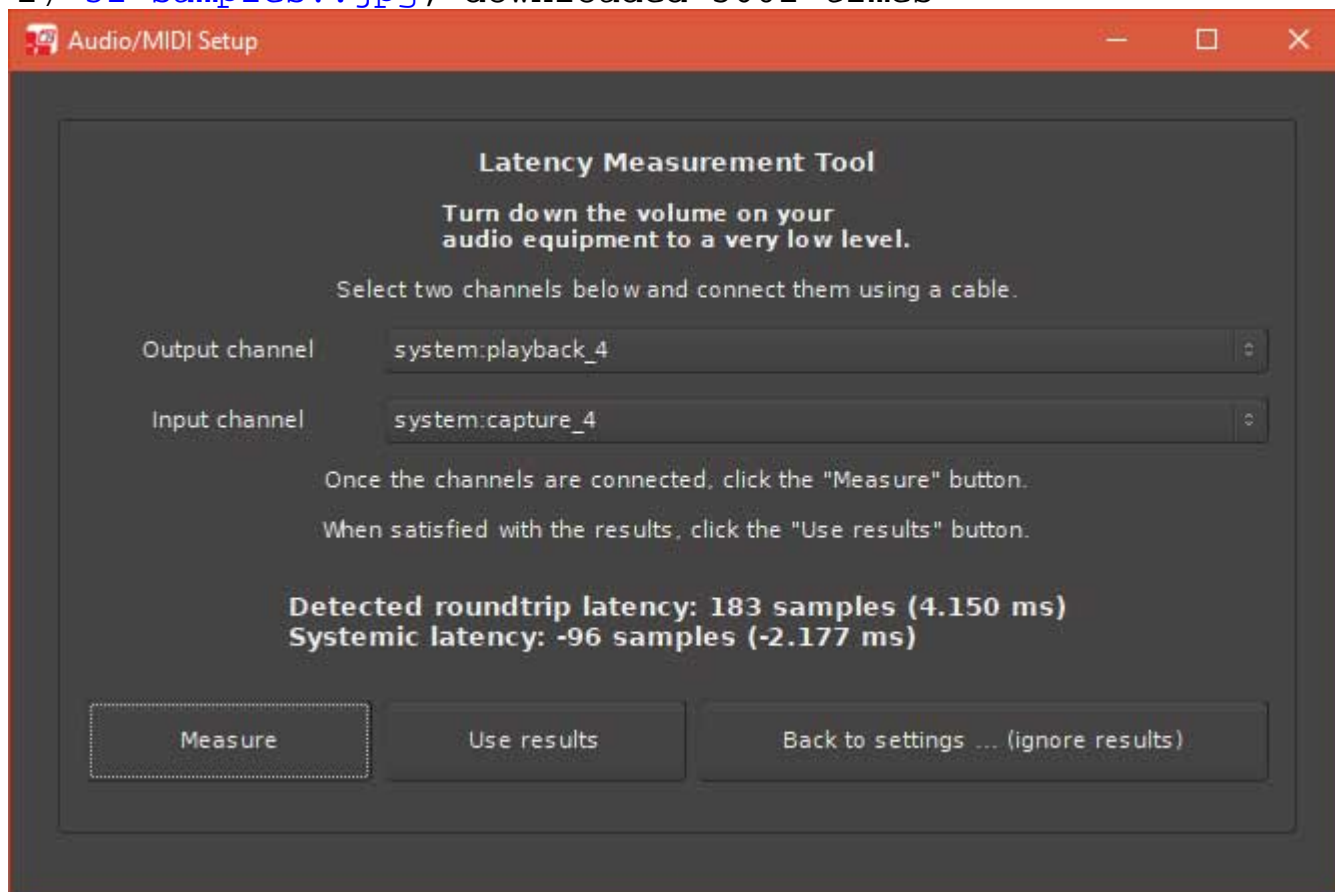 Audio/MIDI Setup
Latency Measurement Tool
Turn down the volume on your
audio equipment to a very low level.
Select two channels below and connect them using a cable.
Output channel system:playback_4
Input channel system:capture_4
Once the channels are connected, click the "Measure" button.
When satisfied with the results, click the "Use results" button.
Detected roundtrip latency: 183 samples (4.150 ms)
Systemic latency: -96 samples (-2.177 ms)
Measure Use results Back to settings ... (ignore results)